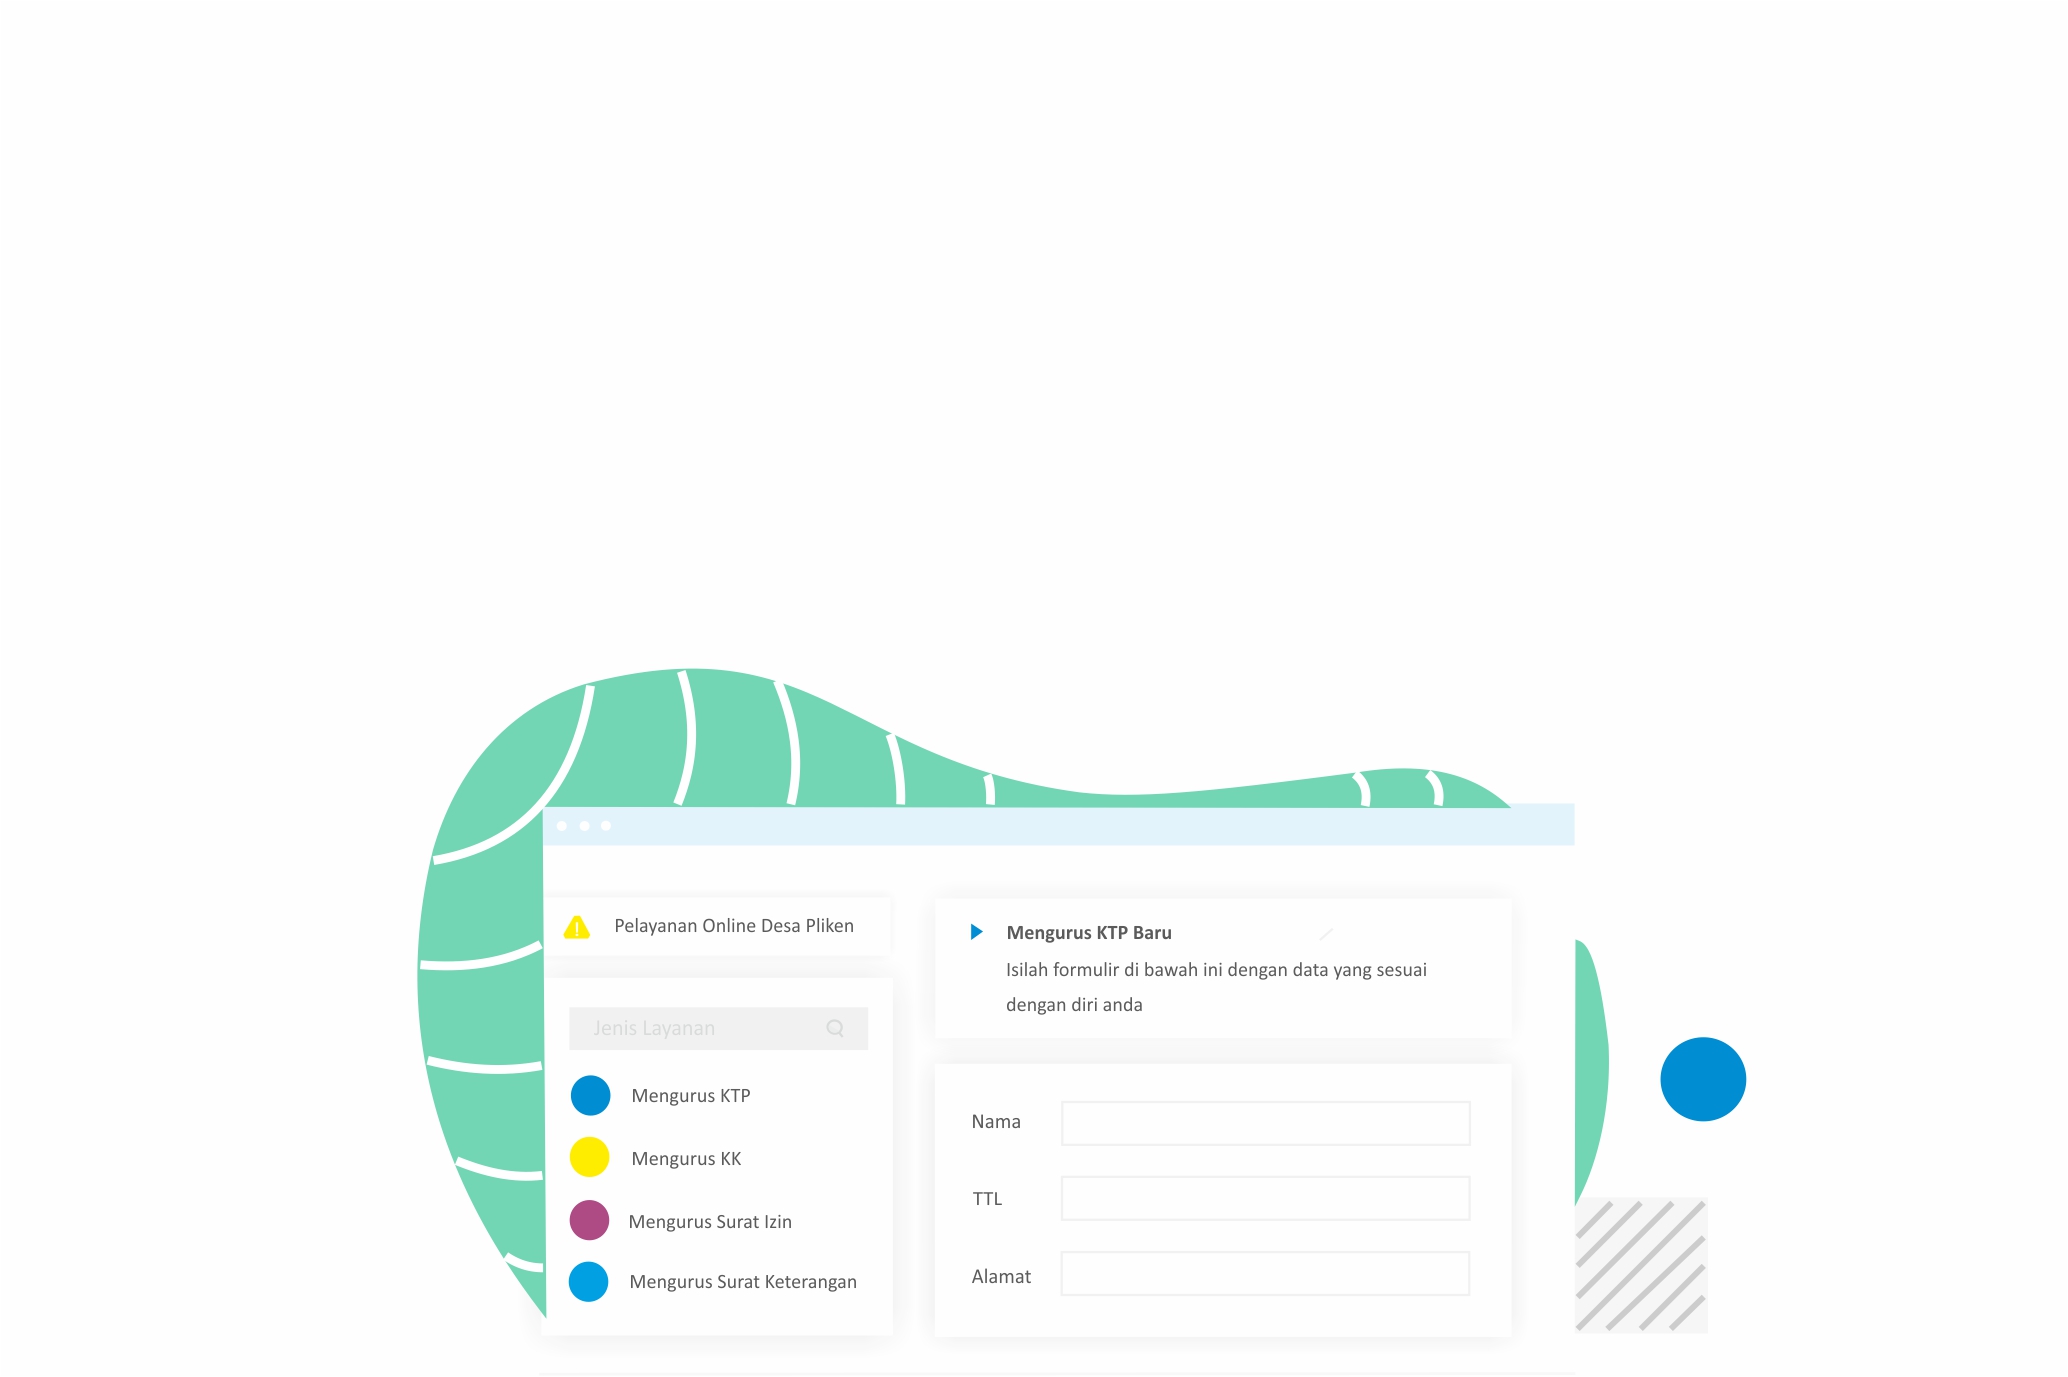 Pelayanan Online Desa Pliken
Jenis Layanan
Mengurus KTP
Mengurus KK
Mengurus Surat Izin
Mengurus Surat Keterangan
Mengurus KTP Baru
Isilah formulir di bawah ini dengan data yang sesuai
dengan diri anda
Nama
TTL
Alamat